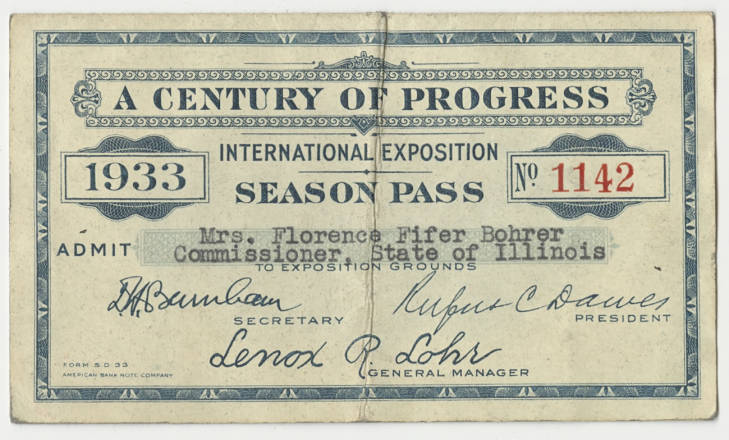 A CENTURY OF PROGRESS
INTERNATIONAL EXPOSITION
1933
SEASON PASS
Nº 1142
ADMIT Mrs. Florence Fifer Bohrer
Commissioner, State of Illinois
TO EXPOSITION GROUNDS
D.H. Burnham
SECRETARY
Rufus C Dawes
PRESIDENT
Lenox R. Lohr
GENERAL MANAGER
FORM S.D 33
AMERICAN BANK NOTE COMPANY